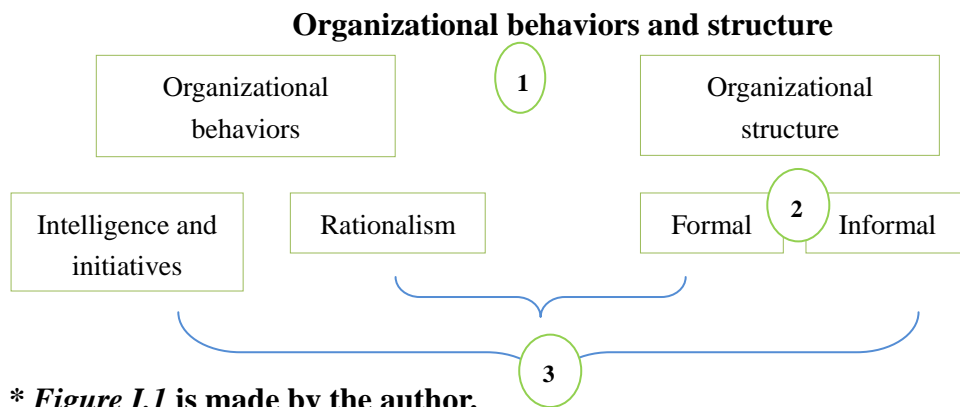 Organizational behaviors and structure
1
Organizational
behaviors
Organizational
structure
Intelligence and
initiatives
Rationalism
Formal
2
Informal
3
* Figure I.1 is made by the author.